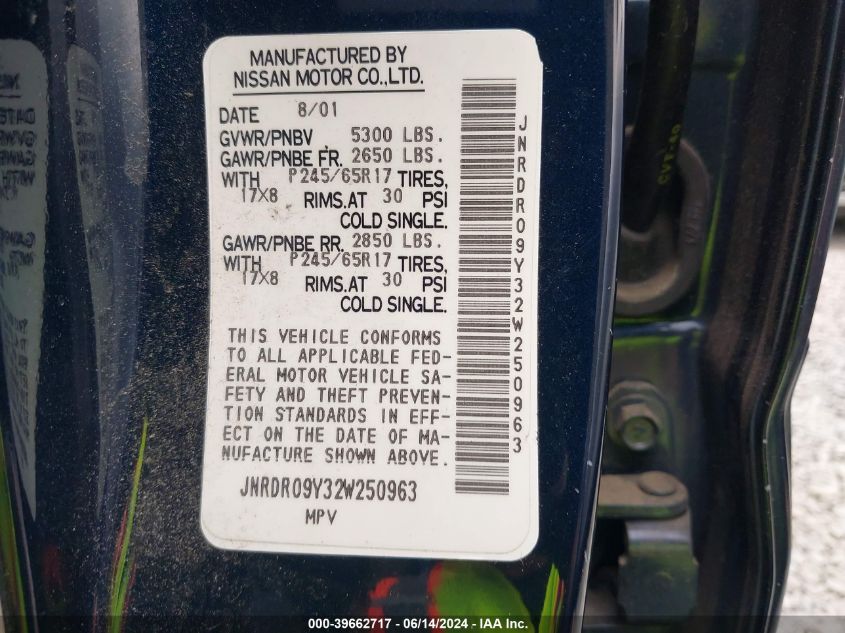 MANUFACTURED BY
NISSAN MOTOR CO.,LTD.
DATE 8/01
GVWR/PNBV 5300 LBS.
GAWR/PNBE FR. 2650 LBS.
WITH P245/65R17 TIRES,
17X8 RIMS.AT 30 PSI
COLD SINGLE.
GAWR/PNBE RR. 2850 LBS.
WITH P245/65R17 TIRES,
17X8 RIMS.AT 30 PSI
COLD SINGLE.
THIS VEHICLE CONFORMS
TO ALL APPLICABLE FED-
ERAL MOTOR VEHICLE SA-
FETY AND THEFT PREVEN-
TION STANDARDS IN EFF-
ECT ON THE DATE OF MA-
NUFACTURE SHOWN ABOVE.
JNRDR09Y32W250963
MPV
JNRDR09Y32W250963
000-39662717 - 06/14/2024 - IAAI.COM